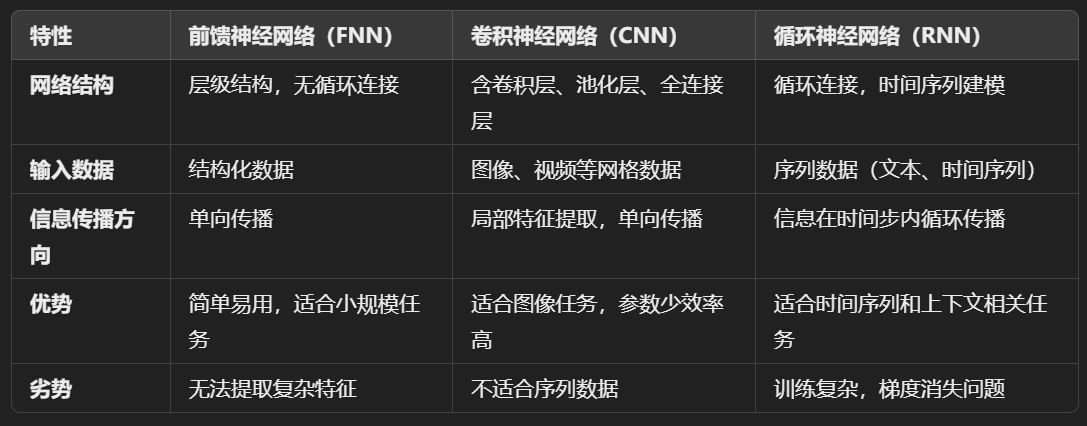 特性 前馈神经网络（FNN） 卷积神经网络（CNN） 循环神经网络（RNN）
网络结构 层级结构，无循环连接 含卷积层、池化层、全连接
层
循环连接，时间序列建模
输入数据 结构化数据 图像、视频等网格数据 序列数据（文本、时间序列）
信息传播方
向
单向传播 局部特征提取，单向传播 信息在时间步内循环传播
优势 简单易用，适合小规模任
务
适合图像任务，参数少效率
高
适合时间序列和上下文相关任
务
劣势 无法提取复杂特征 不适合序列数据 训练复杂，梯度消失问题